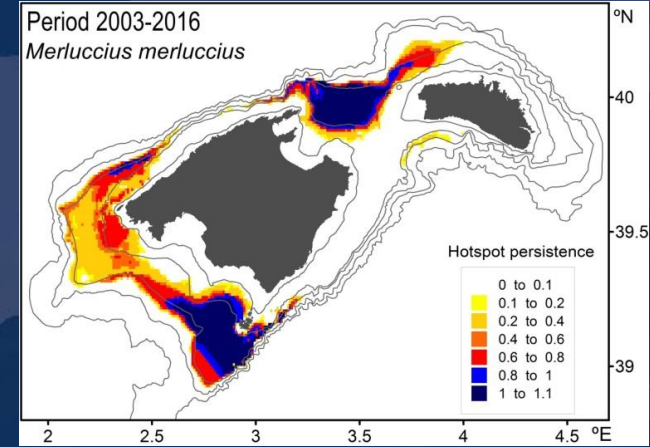 Period 2003-2016
Merluccius merluccius
ºN
40
39.5
39
Hotspot persistence
0 to 0.1
0.1 to 0.2
0.2 to 0.4
0.4 to 0.6
0.6 to 0.8
0.8 to 1
1 to 1.1
2 2.5 3 3.5 4 4.5 ºE